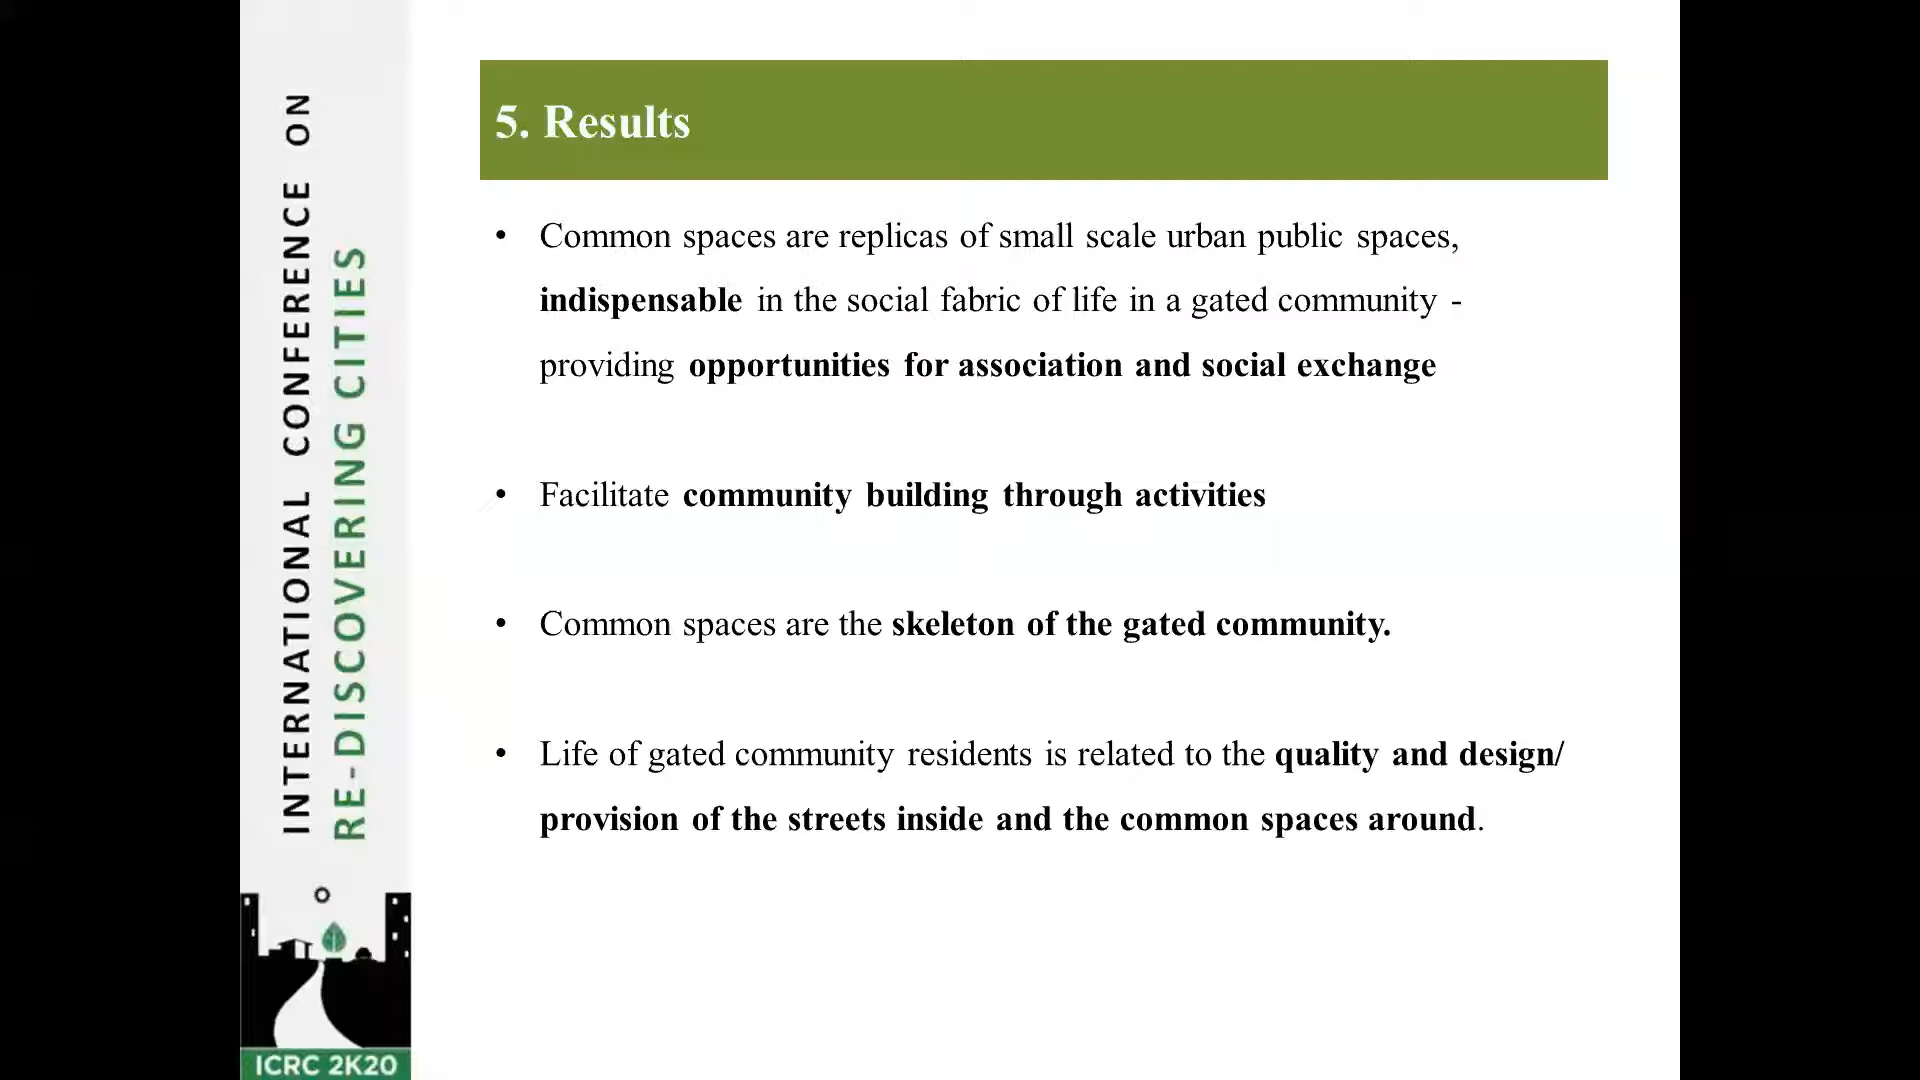 INTERNATIONAL CONFERENCE ON
RE-DISCOVERING CITIES
ICRC 2K20
5. Results
• Common spaces are replicas of small scale urban public spaces,
indispensable in the social fabric of life in a gated community -
providing opportunities for association and social exchange
• Facilitate community building through activities
• Common spaces are the skeleton of the gated community.
• Life of gated community residents is related to the quality and design/
provision of the streets inside and the common spaces around.